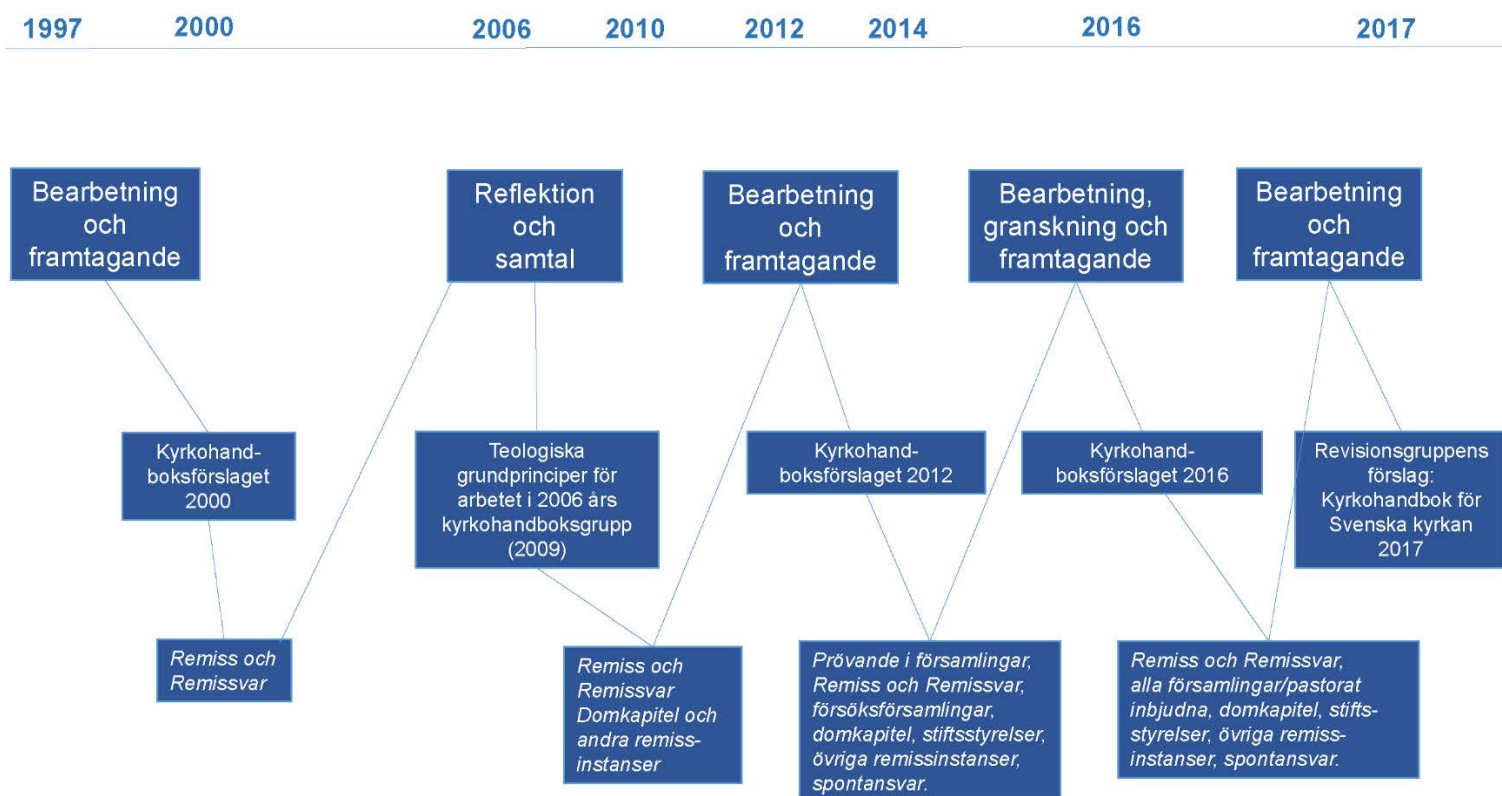 1997 2000 2006 2010 2012 2014 2016 2017
Bearbetning
och
framtagande
Reflektion
och
samtal
Bearbetning
och
framtagande
Bearbetning,
granskning och
framtagande
Bearbetning
och
framtagande
Kyrkohand-
boksförslaget
2000
Teologiska
grundprinciper för
arbetet i 2006 års
kyrkohandboksgrupp
(2009)
Kyrkohand-
boksförslaget 2012
Kyrkohand-
boksförslaget 2016
Revisionsgruppens
förslag:
Kyrkohandbok för
Svenska kyrkan
2017
Remiss och
Remissvar
Remiss och
Remissvar
Domkapitel och
andra remiss-
instanser
Prövande i församlingar,
Remiss och Remissvar,
försöksförsamlingar,
domkapitel, stiftsstyrelser,
övriga remissinstanser,
spontansvar.
Remiss och Remissvar,
alla församlingar/pastorat
inbjudna, domkapitel, stifts-
styrelser, övriga remiss-
instanser, spontansvar.